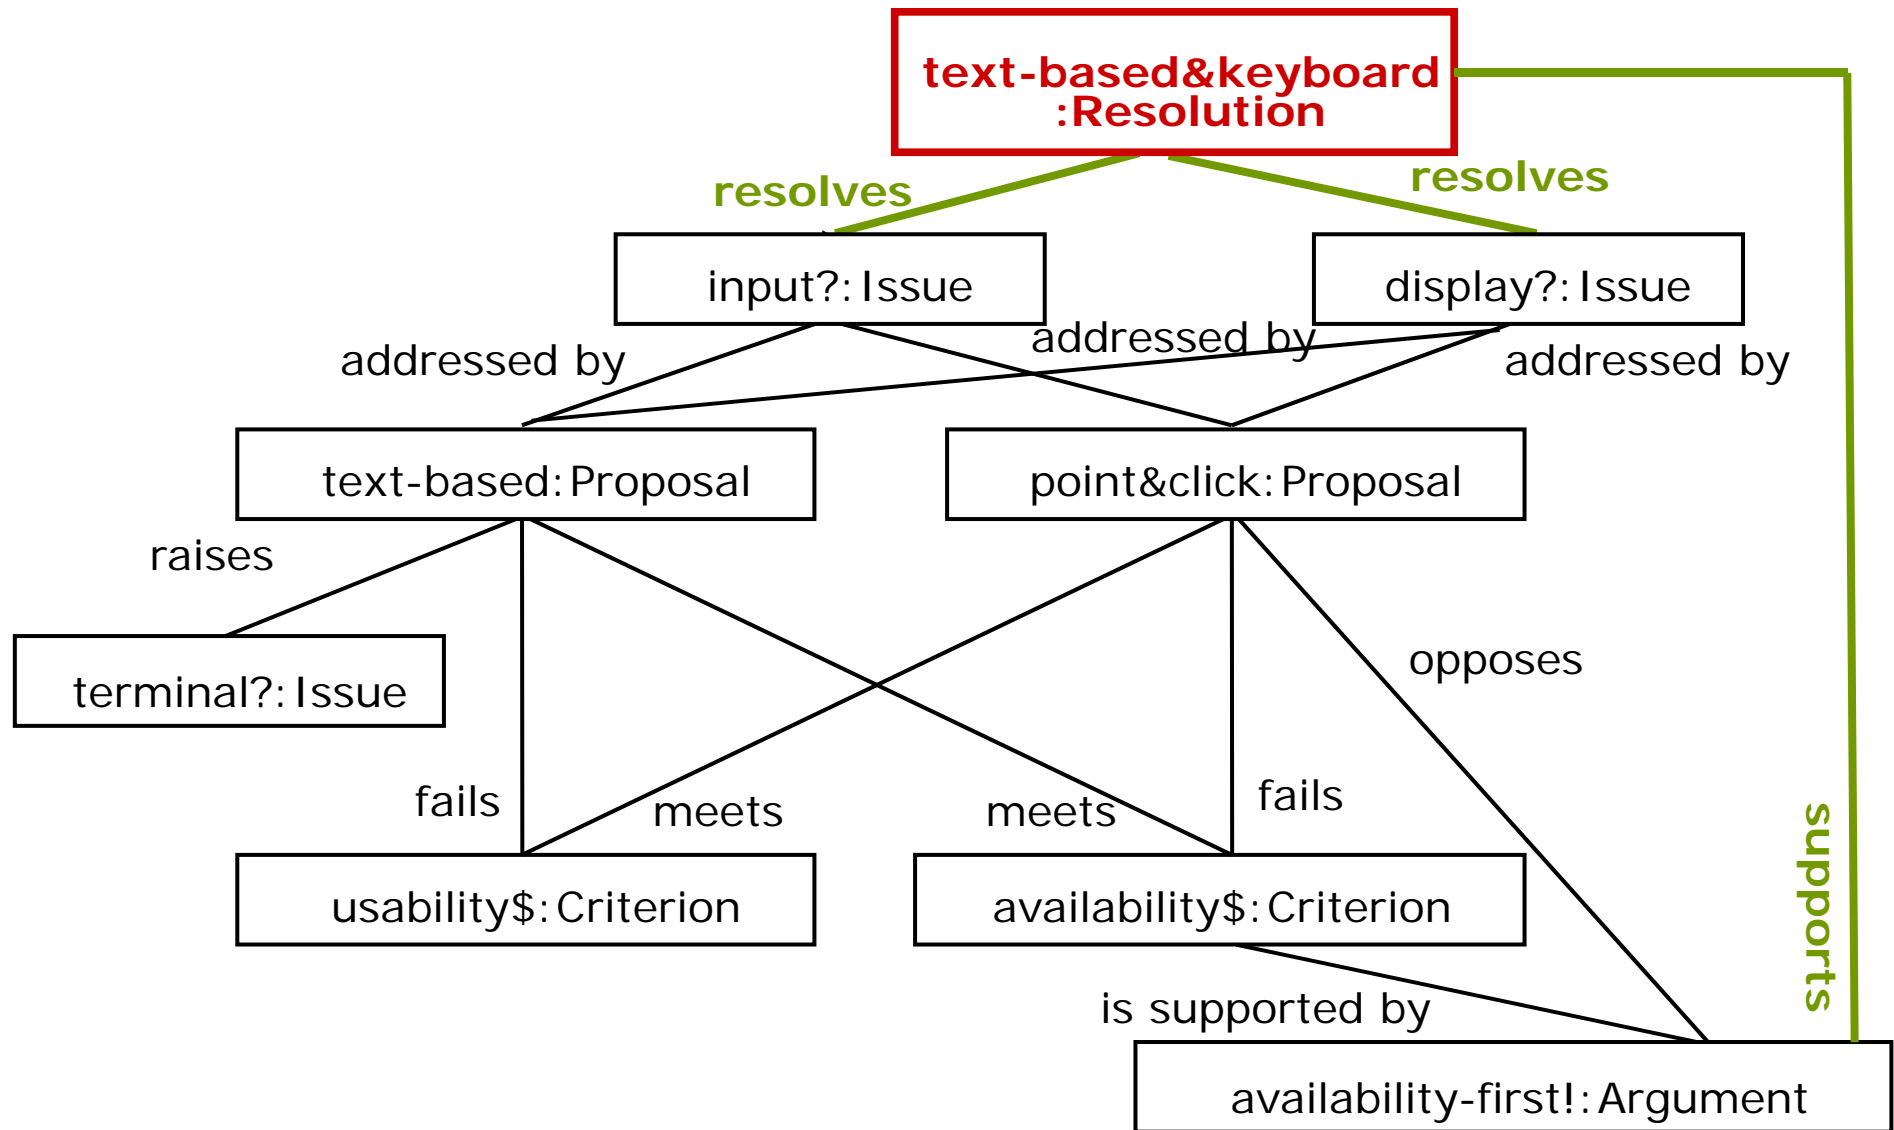 text-based&keyboard
:Resolution
resolves
resolves
input?:Issue
display?:Issue
addressed by
addressed by
addressed by
text-based:Proposal
point&click:Proposal
raises
terminal?:Issue
opposes
fails
meets
meets
fails
supports
usability$:Criterion
availability$:Criterion
is supported by
availability-first!:Argument